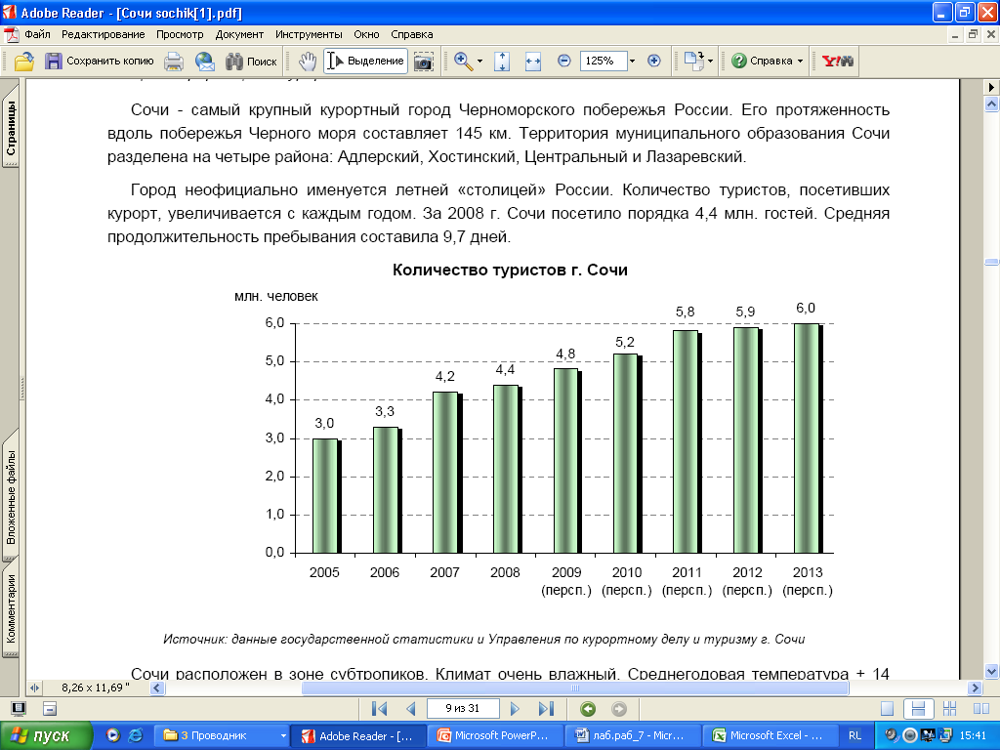 Adobe Reader - [Сочи sochik[1].pdf]
Файл Редактирование Просмотр Документ Инструменты Окно Справка
Сохранить копию Поиск Выделение 125% Справка Y!
Страницы
Вложенные файлы
Комментарии
Сочи - самый крупный курортный город Черноморского побережья России. Его протяженность
вдоль побережья Черного моря составляет 145 км. Территория муниципального образования Сочи
разделена на четыре района: Адлерский, Хостинский, Центральный и Лазаревский.
Город неофициально именуется летней «столицей» России. Количество туристов, посетивших
курорт, увеличивается с каждым годом. За 2008 г. Сочи посетило порядка 4,4 млн. гостей. Средняя
продолжительность пребывания составила 9,7 дней.
Количество туристов г. Сочи
млн. человек
6,0
5,0
4,0
3,0
2,0
1,0
0,0
3,0 3,3 4,2 4,4 4,8 5,2 5,8 5,9 6,0
2005 2006 2007 2008 2009 2010 2011 2012 2013
(персп.) (персп.) (персп.) (персп.) (персп.)
Источник: данные государственной статистики и Управления по курортному делу и туризму г. Сочи
Сочи расположен в зоне субтропиков. Климат очень влажный. Среднегодовая температура + 14
8,26 x 11,69 "
9 из 31
пуск 3 Проводник Adobe Reader - [... Microsoft PowerP... лаб.раб_7 - Micr... Microsoft Excel - ... RL 15:41